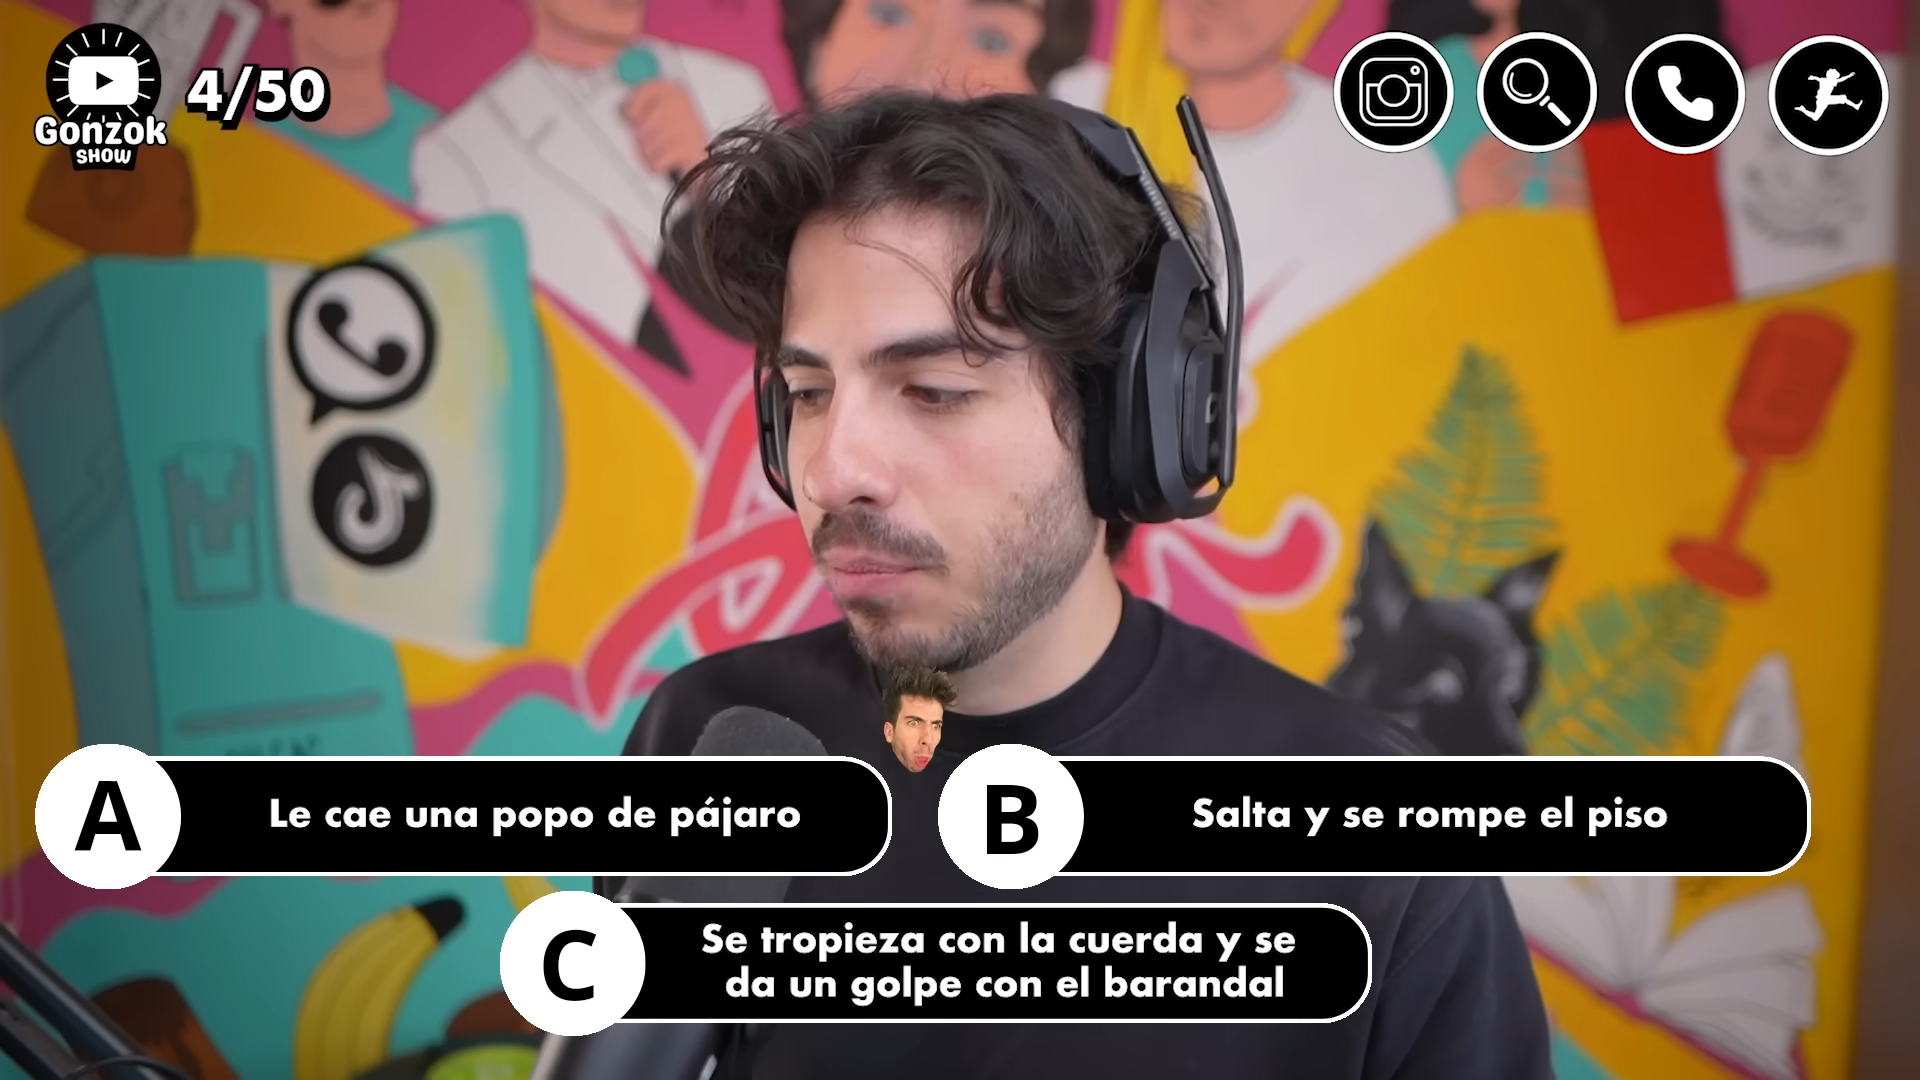 Gonzok
SHOW
4/50
A
Le cae una popo de pájaro
B
Salta y se rompe el piso
C
Se tropieza con la cuerda y se
da un golpe con el barandal